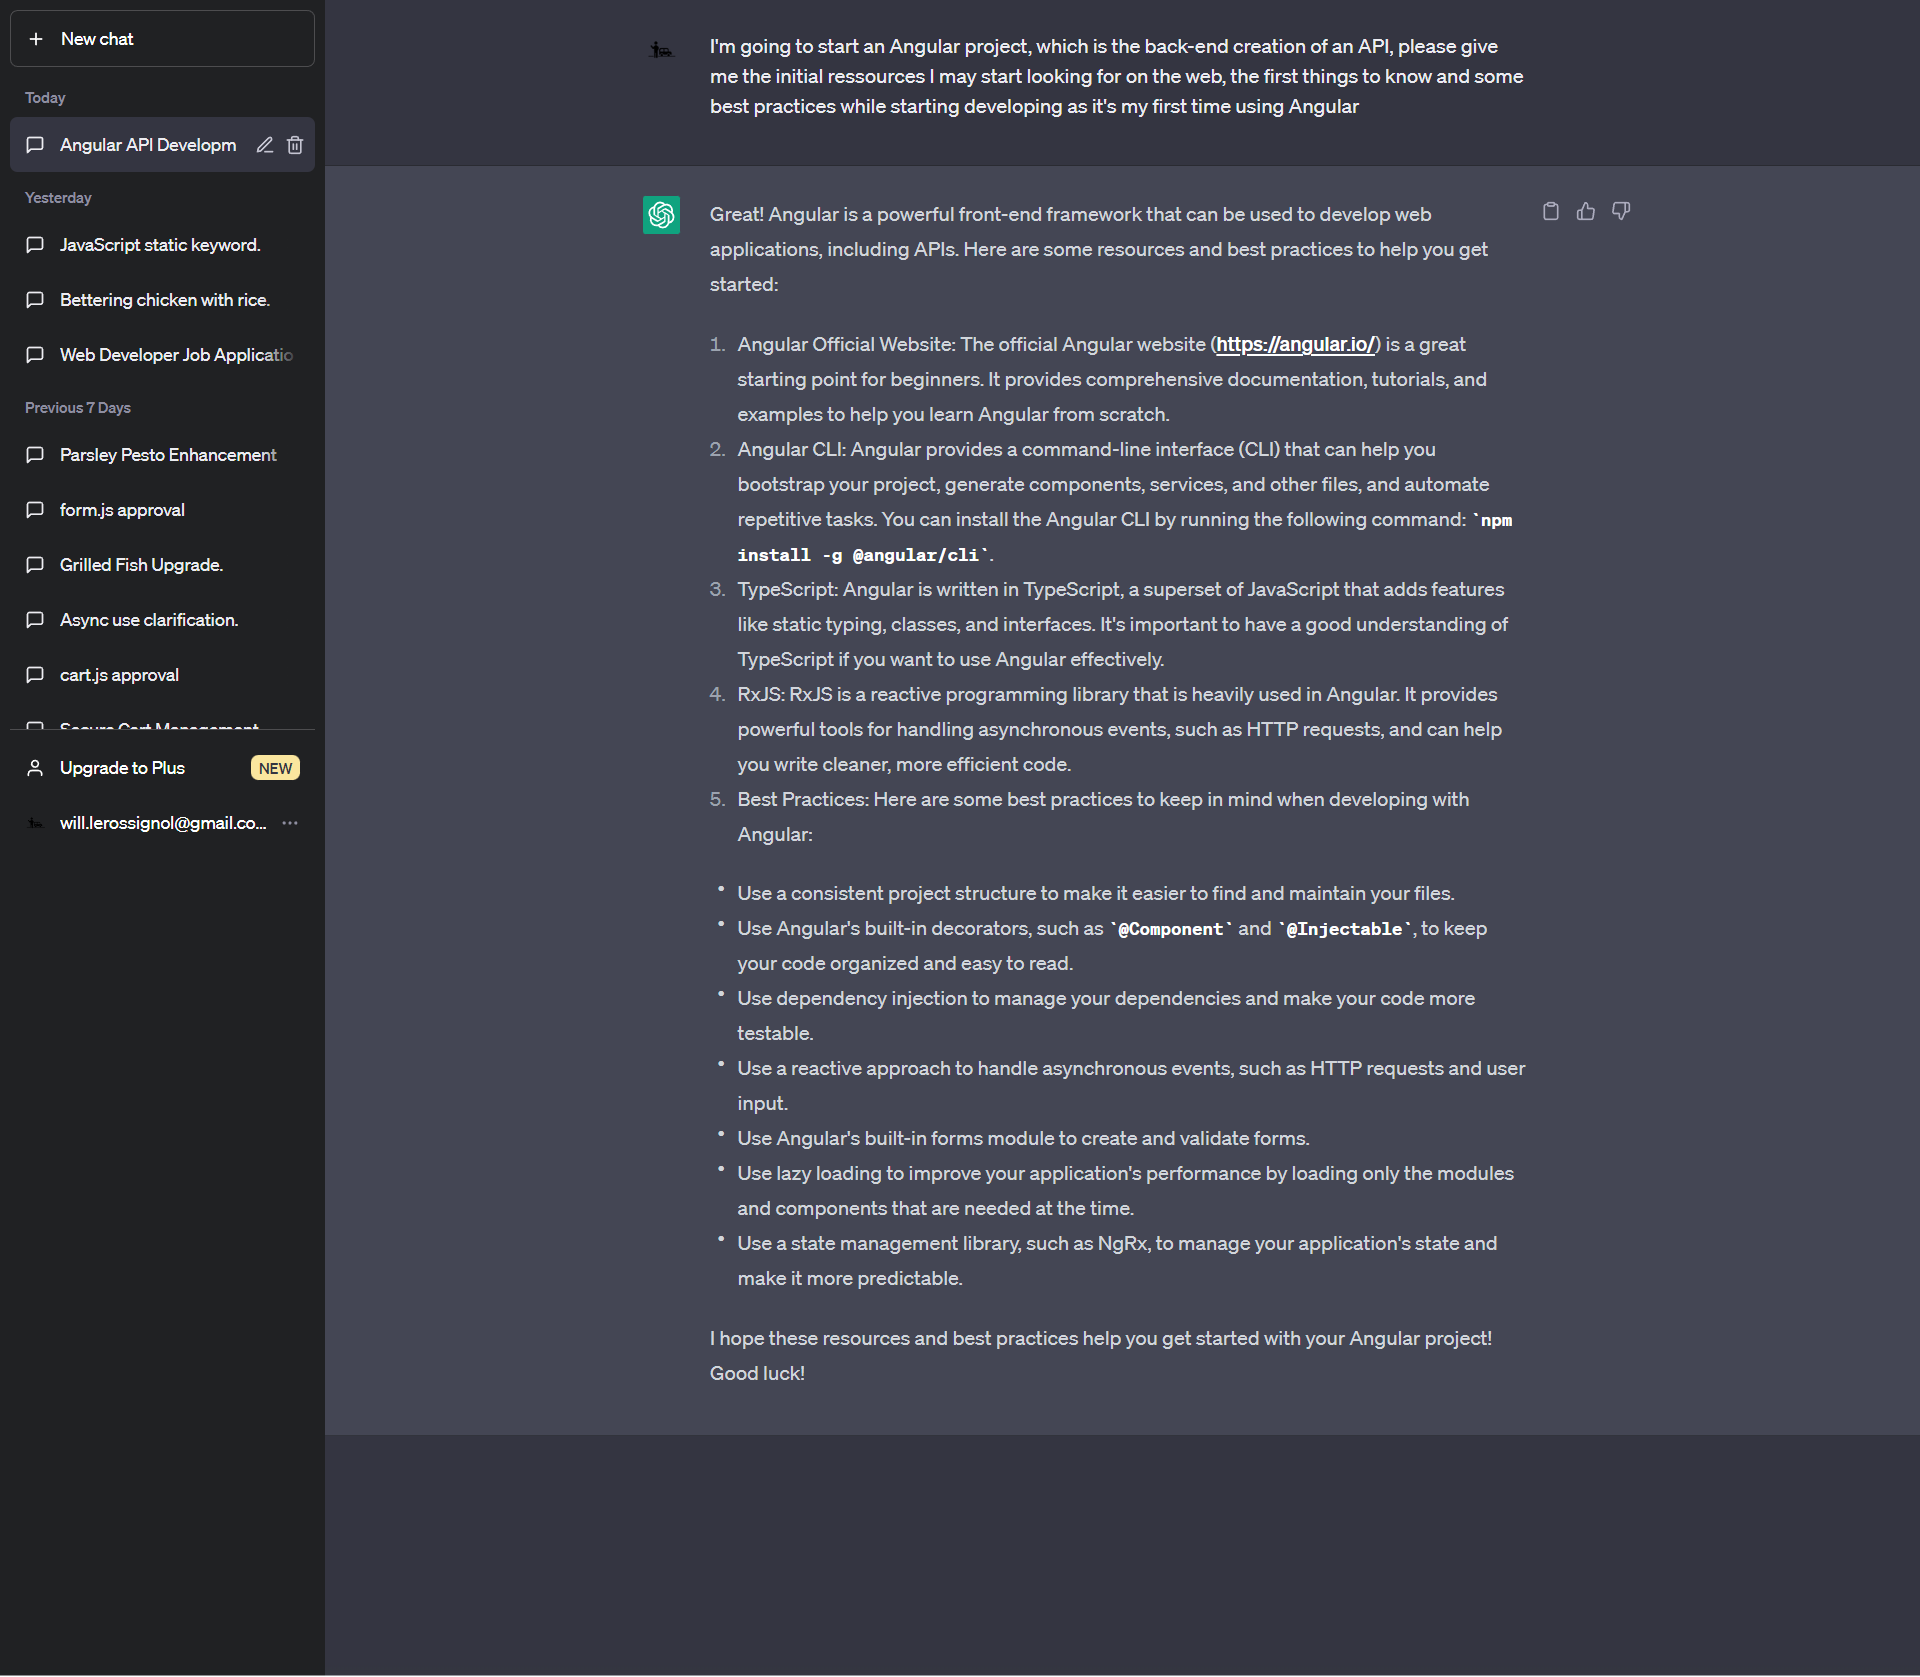 New chat
Today
Angular API Developm
Yesterday
JavaScript static keyword.
Bettering chicken with rice.
Web Developer Job Applicatio
Previous 7 Days
Parsley Pesto Enhancement
form.js approval
Grilled Fish Upgrade.
Async use clarification.
cart.js approval
Secure Cart Management
Upgrade to Plus NEW
will.lerossignol@gmail.co...
I'm going to start an Angular project, which is the back-end creation of an API, please give
me the initial ressources I may start looking for on the web, the first things to know and some
best practices while starting developing as it's my first time using Angular
Great! Angular is a powerful front-end framework that can be used to develop web
applications, including APIs. Here are some resources and best practices to help you get
started:
1. Angular Official Website: The official Angular website (https://angular.io/) is a great
starting point for beginners. It provides comprehensive documentation, tutorials, and
examples to help you learn Angular from scratch.
2. Angular CLI: Angular provides a command-line interface (CLI) that can help you
bootstrap your project, generate components, services, and other files, and automate
repetitive tasks. You can install the Angular CLI by running the following command: `npm
install -g @angular/cli`.
3. TypeScript: Angular is written in TypeScript, a superset of JavaScript that adds features
like static typing, classes, and interfaces. It's important to have a good understanding of
TypeScript if you want to use Angular effectively.
4. RxJS: RxJS is a reactive programming library that is heavily used in Angular. It provides
powerful tools for handling asynchronous events, such as HTTP requests, and can help
you write cleaner, more efficient code.
5. Best Practices: Here are some best practices to keep in mind when developing with
Angular:
• Use a consistent project structure to make it easier to find and maintain your files.
• Use Angular's built-in decorators, such as `@Component` and `@Injectable`, to keep
your code organized and easy to read.
• Use dependency injection to manage your dependencies and make your code more
testable.
• Use a reactive approach to handle asynchronous events, such as HTTP requests and user
input.
• Use Angular's built-in forms module to create and validate forms.
• Use lazy loading to improve your application's performance by loading only the modules
and components that are needed at the time.
• Use a state management library, such as NgRx, to manage your application's state and
make it more predictable.
I hope these resources and best practices help you get started with your Angular project!
Good luck!